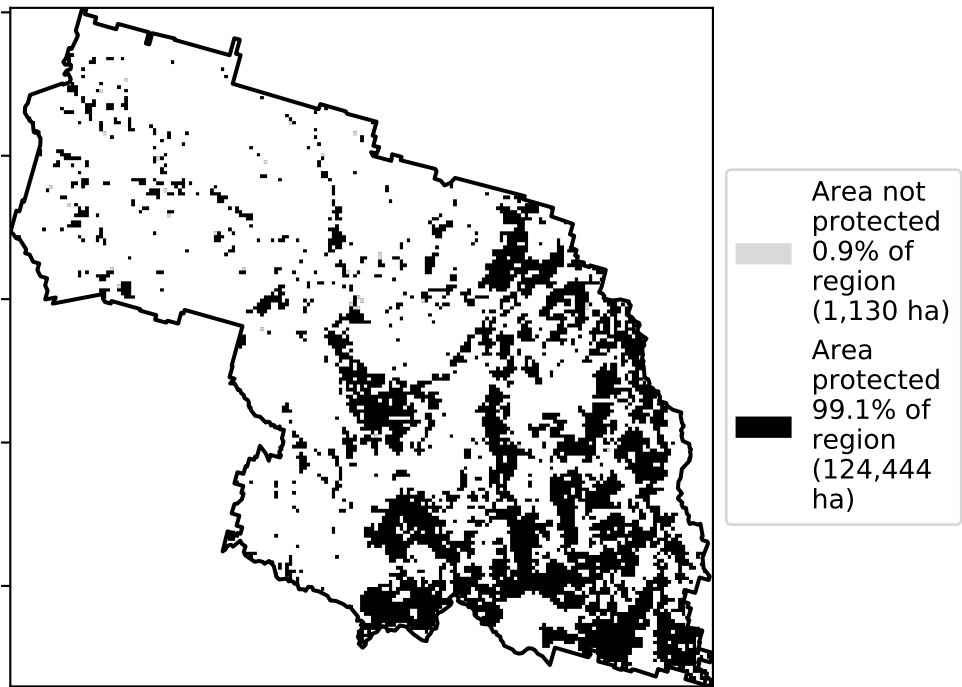 Area not
protected
0.9% of
region
(1,130 ha)
Area
protected
99.1% of
region
(124,444
ha)